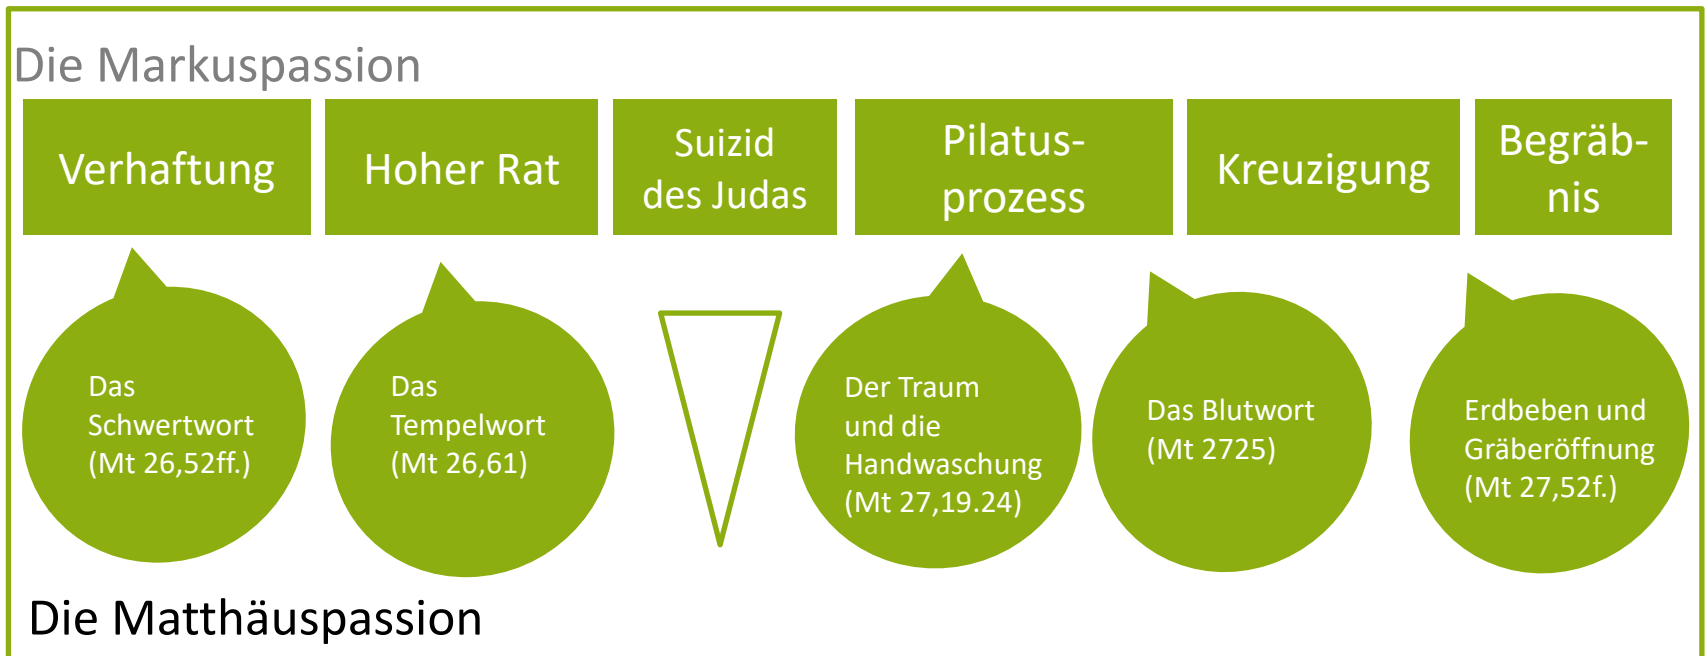 Die Markuspassion
Verhaftung
Hoher Rat
Suizid
des Judas
Pilatus-
prozess
Kreuzigung
Begräb-
nis
Das
Schwertwort
(Mt 26,52ff.)
Das
Tempelwort
(Mt 26,61)
Der Traum
und die
Handwaschung
(Mt 27,19.24)
Das Blutwort
(Mt 2725)
Erdbeben und
Gräberöffnung
(Mt 27,52f.)
Die Matthäuspassion